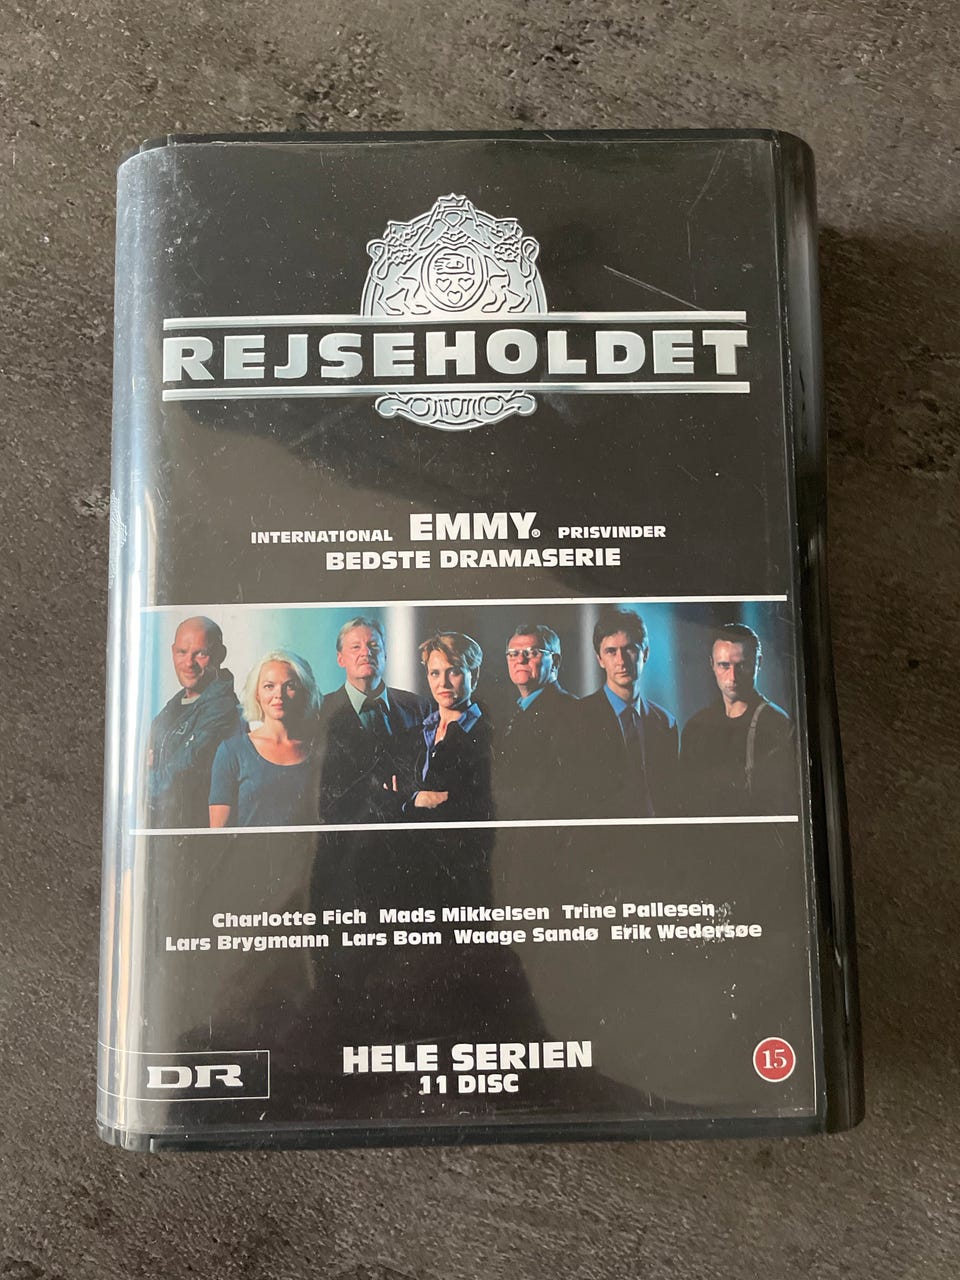 REJSEHOLDET
INTERNATIONAL EMMY® PRISVINDER
BEDSTE DRAMASERIE
Charlotte Fich Mads Mikkelsen Trine Pallesen
Lars Brygmann Lars Bom Waage Sandø Erik Wedersøe
HELE SERIEN
11 DISC
DR
15